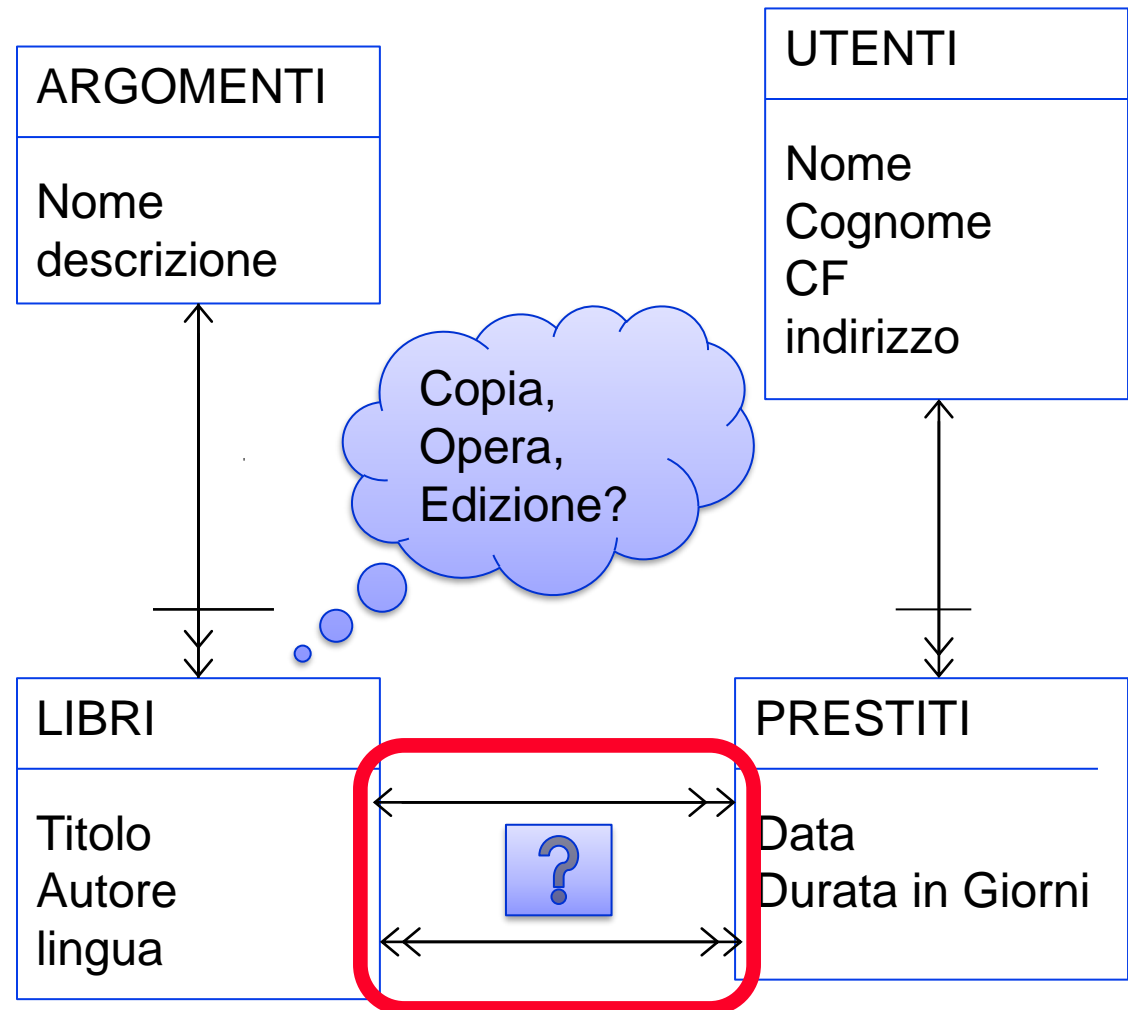 ARGOMENTI
Nome
descrizione
UTENTI
Nome
Cognome
CF
indirizzo
Copia,
Opera,
Edizione?
LIBRI
Titolo
Autore
lingua
?
PRESTITI
Data
Durata in Giorni